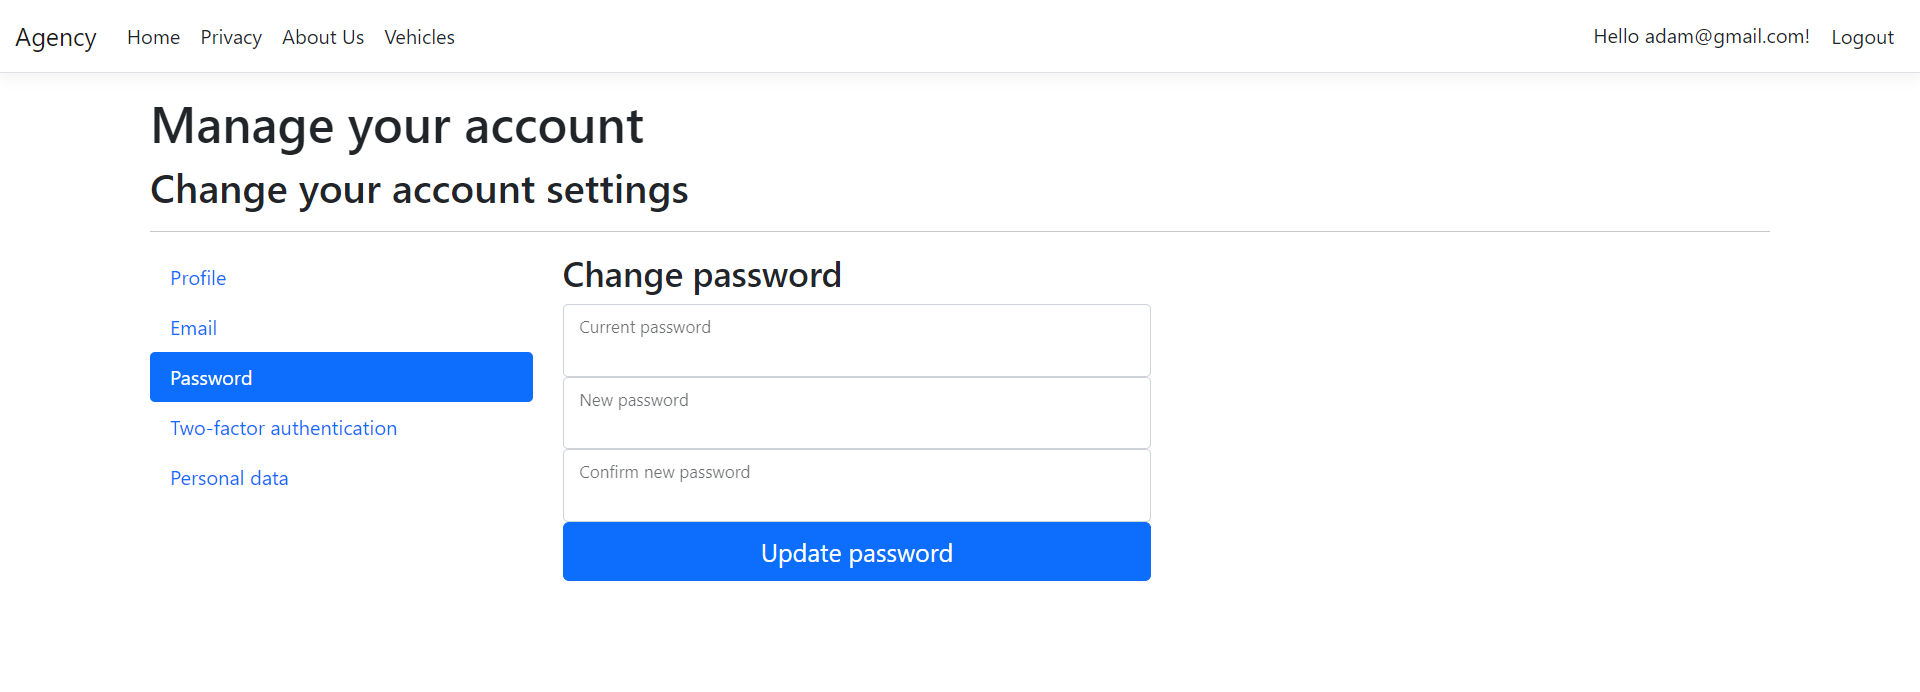 Agency Home Privacy About Us Vehicles Hello adam@gmail.com! Logout
Manage your account
Change your account settings
Profile
Email
Password
Two-factor authentication
Personal data
Change password
Current password
New password
Confirm new password
Update password